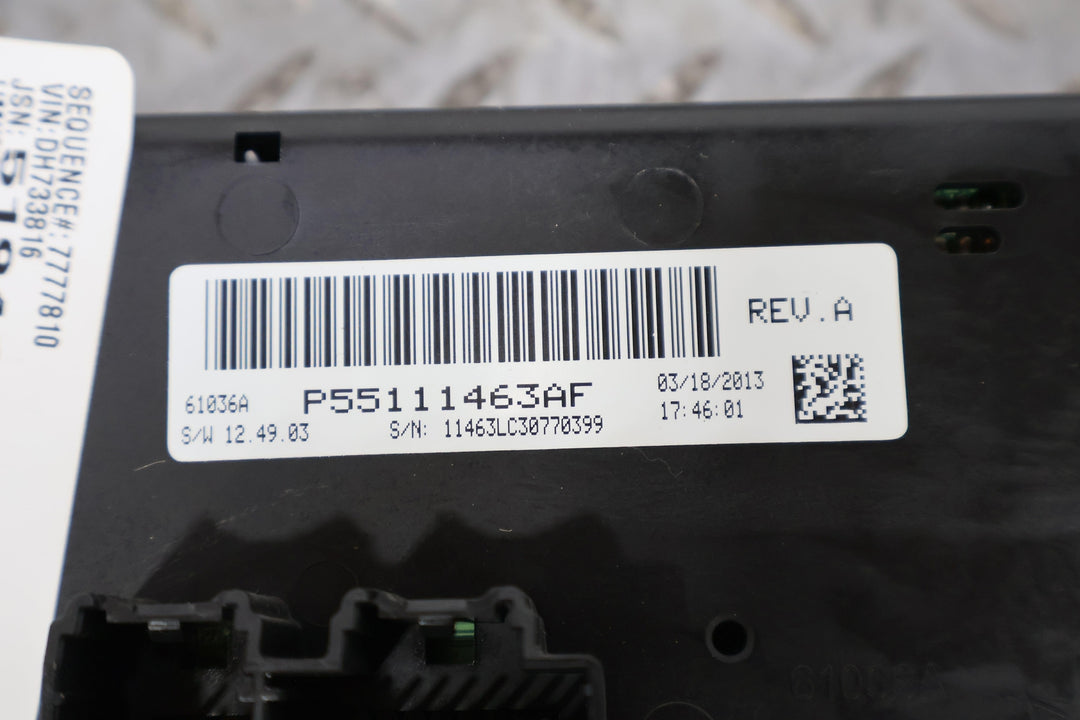 SEQUENCE#: 7777810
VIN: DH733816
JSN:
REV.A
61036A
P55111463AF
03/18/2013
17:46:01
S/W 12.49.03
S/N: 11463LC30770399